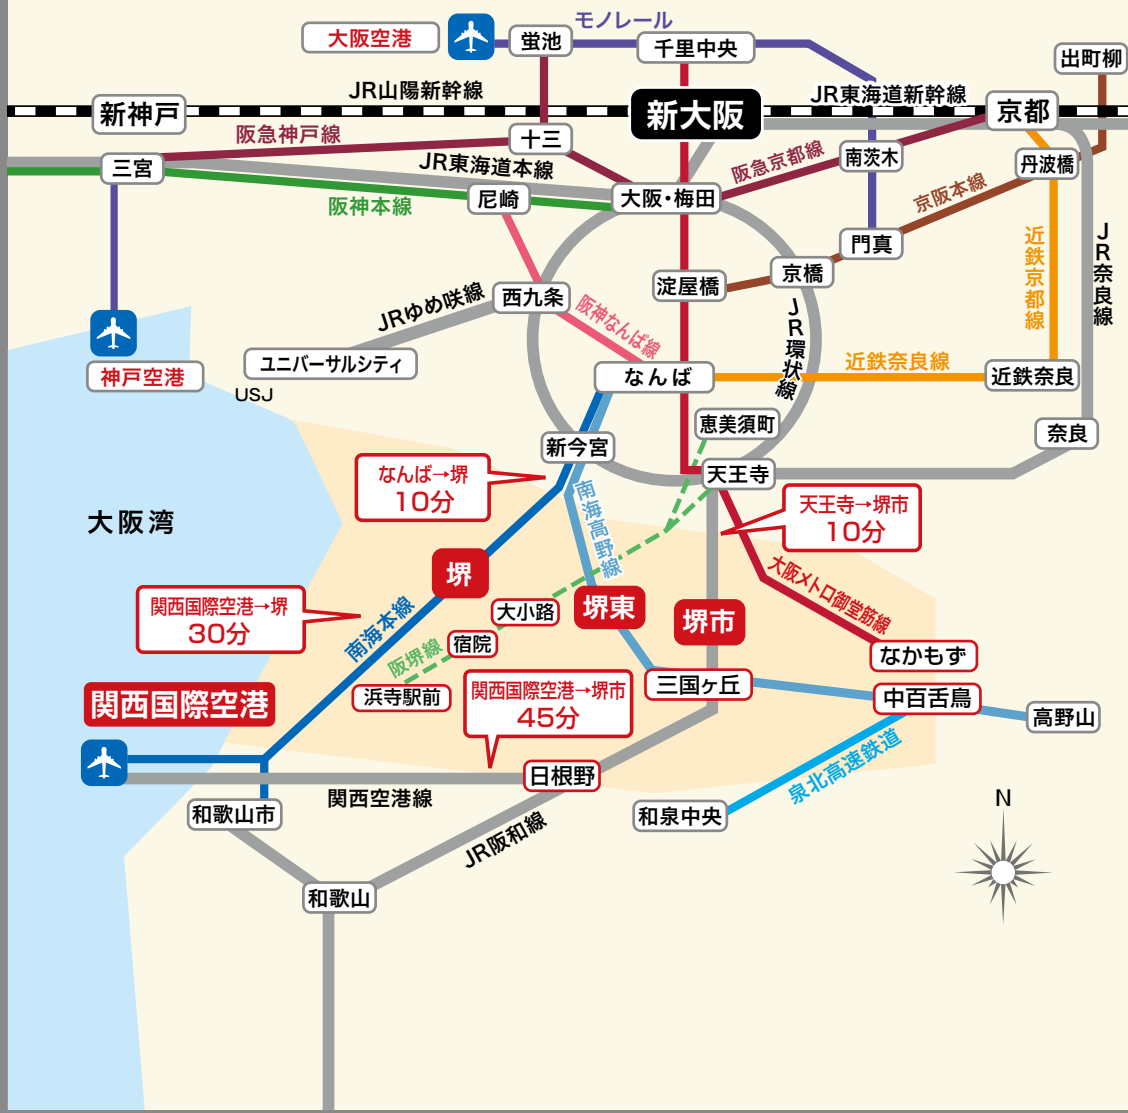 モノレール
大阪空港
蛍池
千里中央
出町柳
JR山陽新幹線
JR東海道新幹線
新神戸
新大阪
京都
阪急神戸線
十三
阪急京都線
南茨木
丹波橋
三宮
JR東海道本線
阪神本線
尼崎
大阪・梅田
京阪本線
門真
近鉄京都線
JR奈良線
淀屋橋
京橋
JRゆめ咲線
西九条
阪神なんば線
JR環状線
神戸空港
ユニバーサルシティ
USJ
なんば
近鉄奈良線
近鉄奈良
恵美須町
奈良
新今宮
天王寺
なんば→堺
10分
南海高野線
天王寺→堺市
10分
大阪湾
堺
大阪メトロ御堂筋線
関西国際空港→堺
30分
南海本線
大小路
堺東
堺市
阪堺線
宿院
なかもず
浜寺駅前
関西国際空港→堺市
45分
三国ヶ丘
中百舌鳥
関西国際空港
高野山
日根野
泉北高速鉄道
関西空港線
和歌山市
和泉中央
JR阪和線
N
和歌山